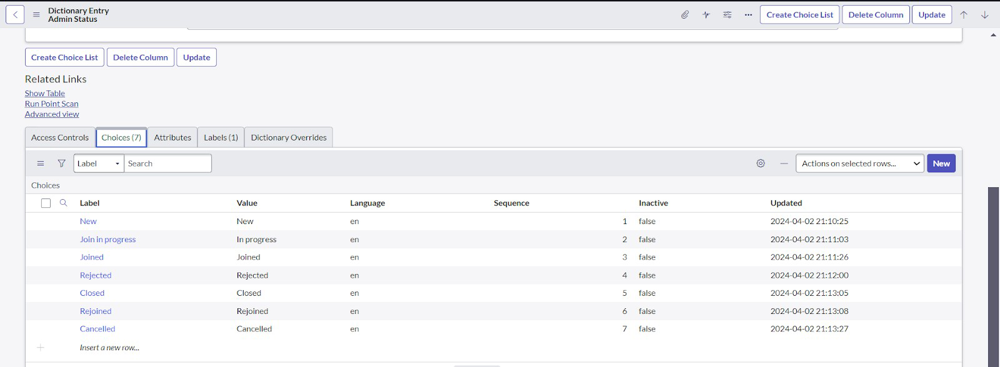 Dictionary Entry
Admin Status
Create Choice List Delete Column Update
Create Choice List Delete Column Update
Related Links
Show Table
Run Point Scan
Advanced view
Access Controls Choices (7) Attributes Labels (1) Dictionary Overrides
Label Search Actions on selected rows... New
Choices
Label Value Language Sequence Inactive Updated
New New en 1 false 2024-04-02 21:10:25
Join in progress In progress en 2 false 2024-04-02 21:11:03
Joined Joined en 3 false 2024-04-02 21:11:26
Rejected Rejected en 4 false 2024-04-02 21:12:00
Closed Closed en 5 false 2024-04-02 21:13:05
Rejoined Rejoined en 6 false 2024-04-02 21:13:08
Cancelled Cancelled en 7 false 2024-04-02 21:13:27
Insert a new row...